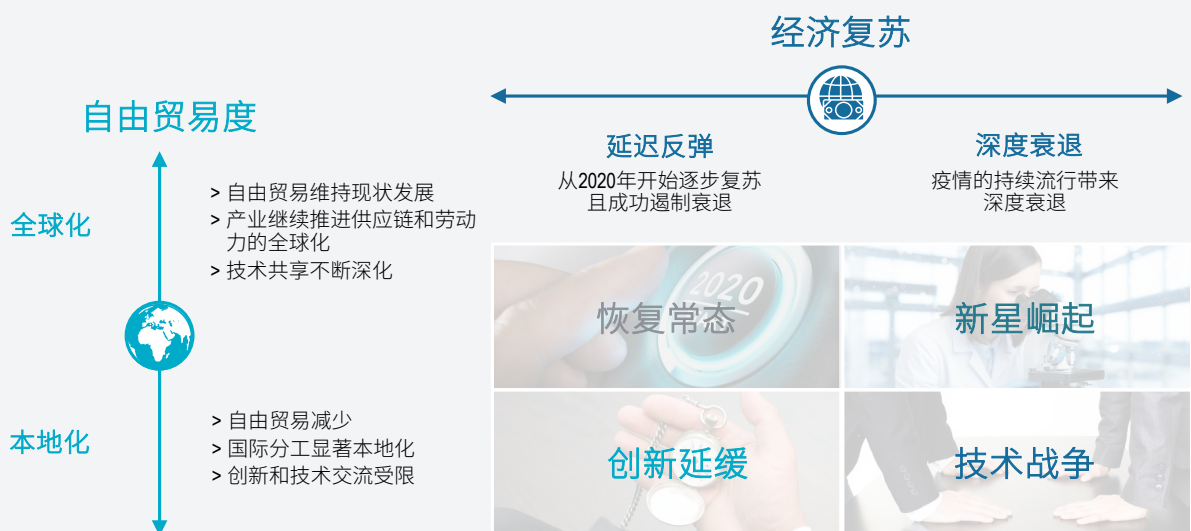 经济复苏
自由贸易度
延迟反弹
从2020年开始逐步复苏
且成功遏制衰退
深度衰退
疫情的持续流行带来
深度衰退
全球化
> 自由贸易维持现状发展
> 产业继续推进供应链和劳动
力的全球化
> 技术共享不断深化
2020
恢复常态
新星崛起
本地化
> 自由贸易减少
> 国际分工显著本地化
> 创新和技术交流受限
创新延缓
技术战争